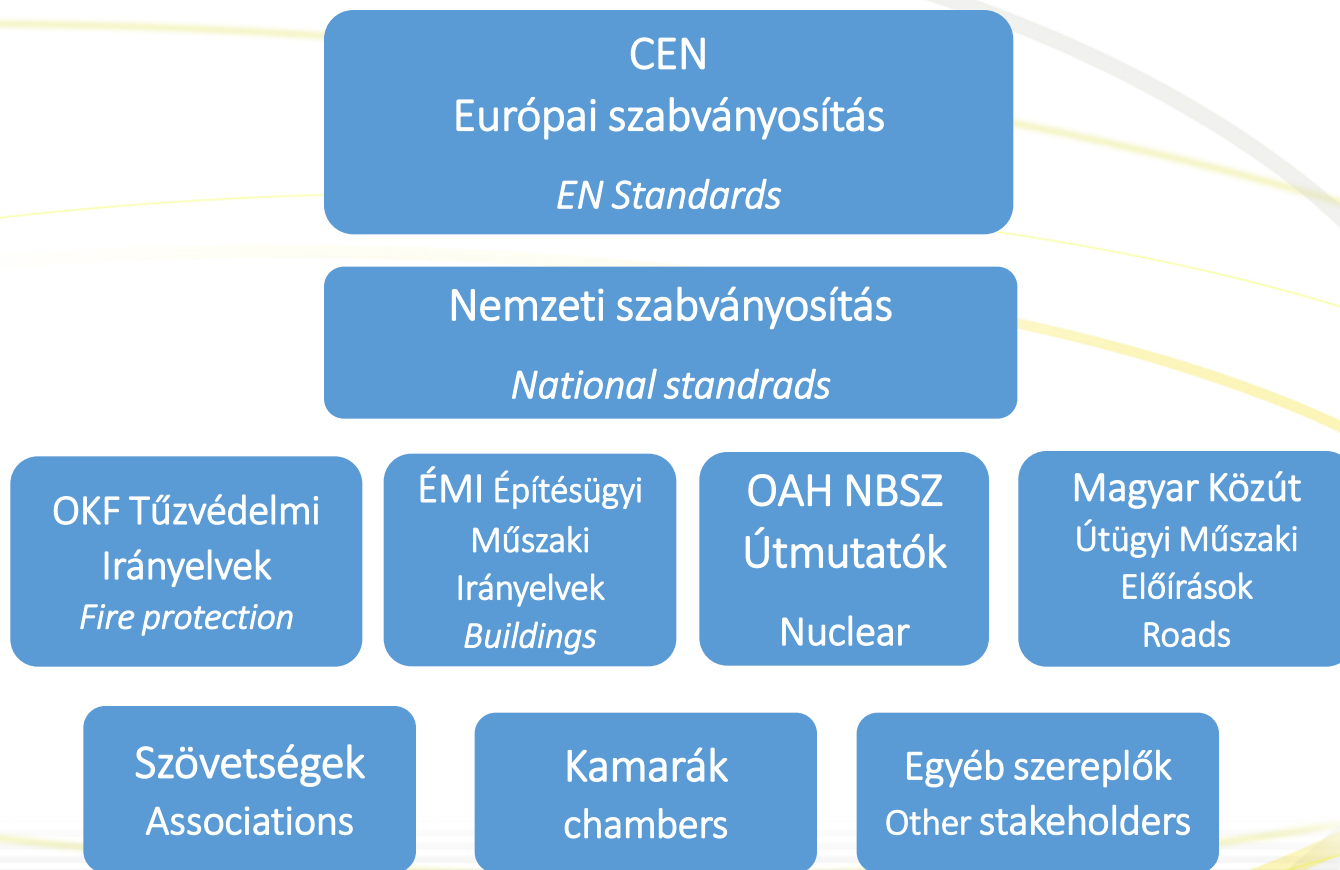 CEN
Európai szabványosítás
EN Standards
Nemzeti szabványosítás
National standrads
OKF Tűzvédelmi
Irányelvek
Fire protection
ÉMI Építésügyi
Műszaki
Irányelvek
Buildings
OAH NBSZ
Útmutatók
Nuclear
Magyar Közút
Útügyi Műszaki
Előírások
Roads
Szövetségek
Associations
Kamarák
chambers
Egyéb szereplők
Other stakeholders